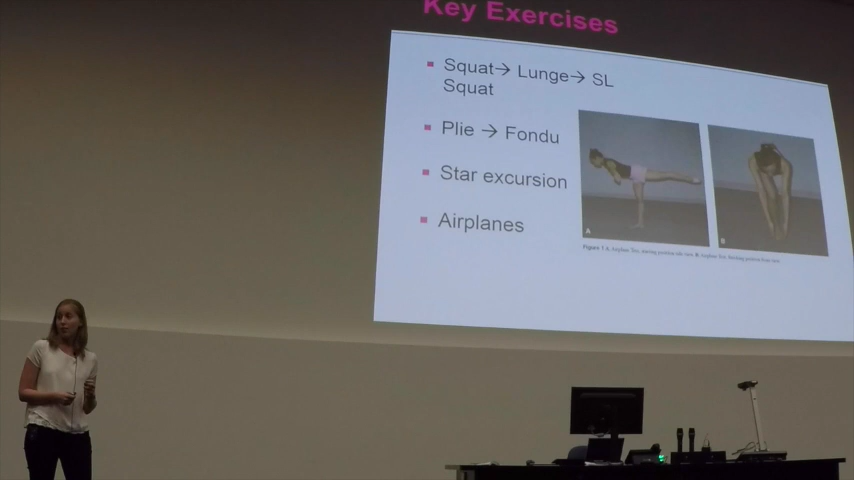 Key Exercises
Squat→ Lunge→ SL
Squat
Plie → Fondu
Star excursion
Airplanes
A
B